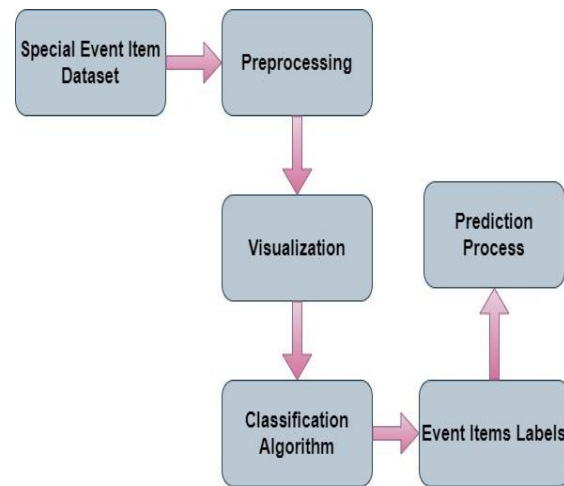 Special Event Item
Dataset
Preprocessing
Visualization
Prediction
Process
Classification
Algorithm
Event Items Labels